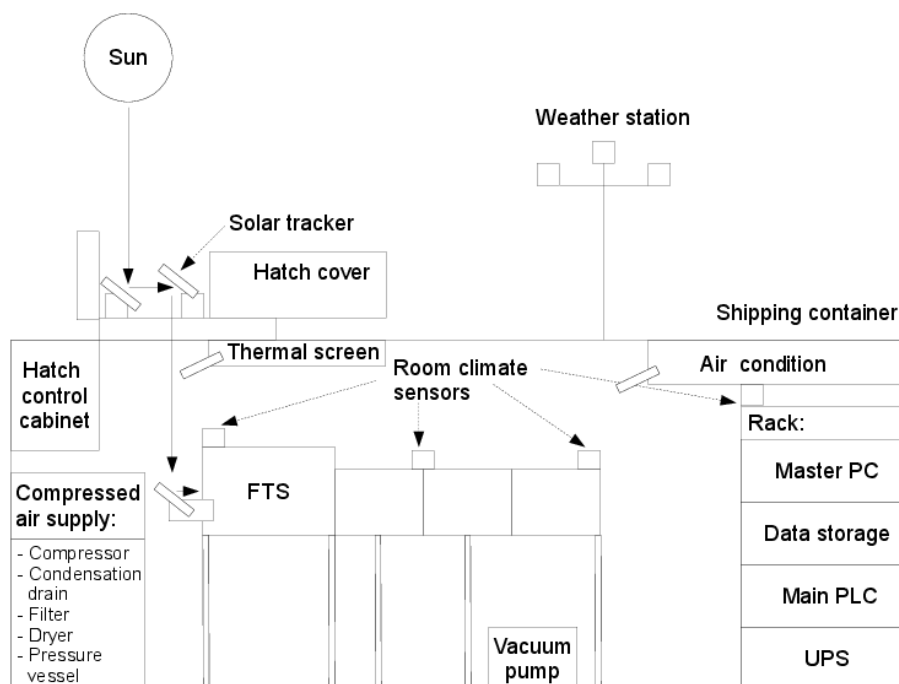 Sun
Weather station
Solar tracker
Hatch cover
Shipping container
Hatch
control
cabinet
Thermal screen
Room climate
sensors
Air condition
Rack:
Master PC
Data storage
Main PLC
UPS
FTS
Compressed
air supply:
- Compressor
- Condensation
drain
- Filter
- Dryer
- Pressure
vessel
Vacuum
pump